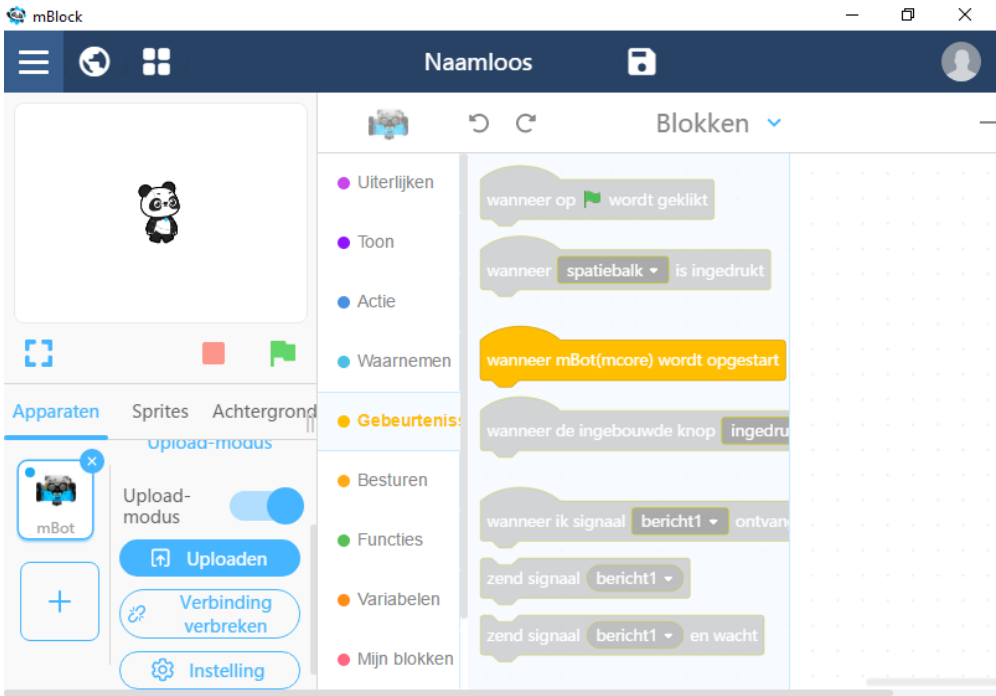 mBlock
Naamloos
Blokken
Uiterlijken
Toon
Actie
Waarnemen
Gebeurtenis
Besturen
Functies
Variabelen
Mijn blokken
wanneer op wordt geklikt
wanneer spatiebalk is ingedrukt
wanneer mBot(mcore) wordt opgestart
wanneer de ingebouwde knop ingedru
wanneer ik signaal bericht1 ontvan
zend signaal bericht1
zend signaal bericht1 en wacht
Apparaten Sprites Achtergrond
Upload-modus
mBot
Upload-
modus
Uploaden
Verbinding
verbreken
Instelling